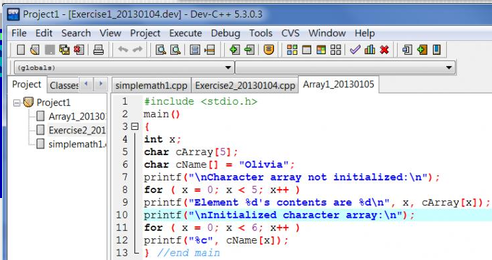 Project1 - [Exercise1_20130104.dev] - Dev-C++ 5.3.0.3
File Edit Search View Project Execute Debug Tools CVS Window Help
(globals)
Project Classes simplemath1.cpp Exercise2_20130104.cpp Array1_20130105
Project1
Array1_20130
Exercise2_201
simplemath1.
1 #include <stdio.h>
2 main()
3 {
4 int x;
5 char cArray[5];
6 char cName[] = "Olivia";
7 printf("\nCharacter array not initialized:\n");
8 for ( x = 0; x < 5; x++ )
9 printf("Element %d's contents are %d\n", x, cArray[x]);
10 printf("\nInitialized character array:\n");
11 for ( x = 0; x < 6; x++ )
12 printf("%c", cName[x]);
13 } //end main